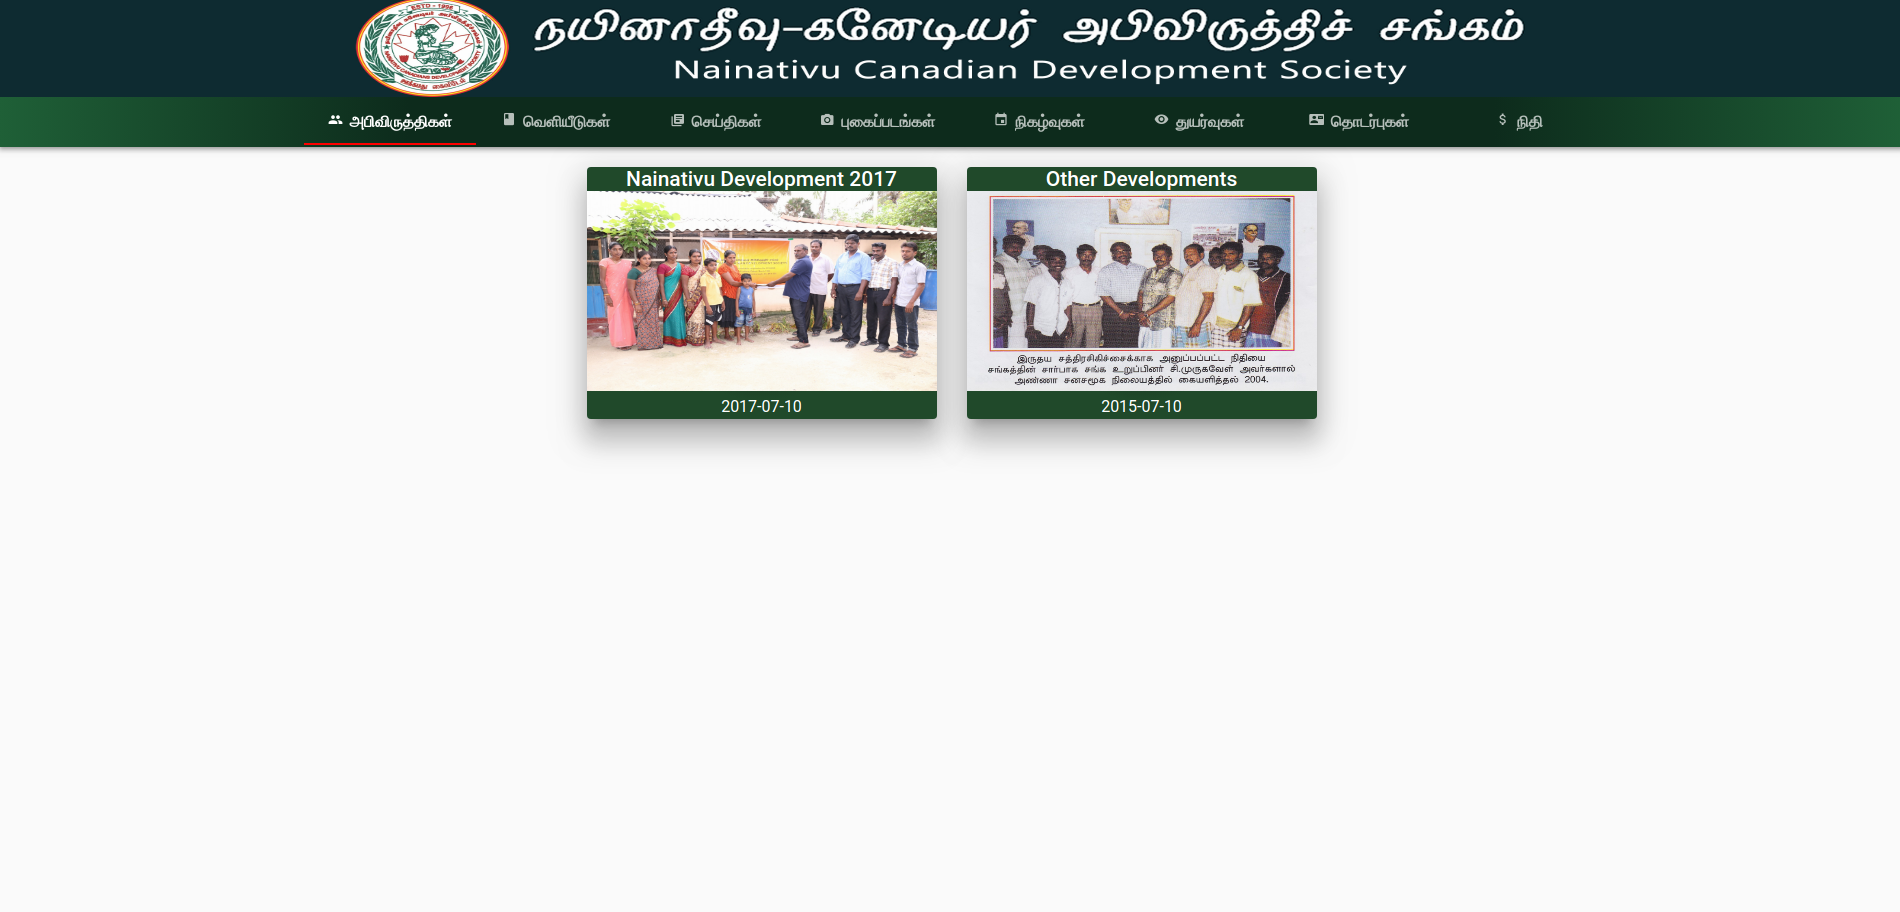 ESTD - 1996
நயினாதீவு-கனேடியர் அபிவிருத்திச் சங்கம்
Nainativu Canadian Development Society
அபிவிருத்திகள்
வெளியீடுகள்
செய்திகள்
புகைப்படங்கள்
நிகழ்வுகள்
துயர்வுகள்
தொடர்புகள்
நிதி
Nainativu Development 2017
Other Developments
இருதய சத்திரசிகிச்சைக்காக அனுப்பப்பட்ட நிதியை
சங்கத்தின் சார்பாக சங்க உறுப்பினர் சி.முருகவேள் அவர்களால்
அண்ணா சனசமூக நிலையத்தில் கையளித்தல் 2004.
2017-07-10
2015-07-10